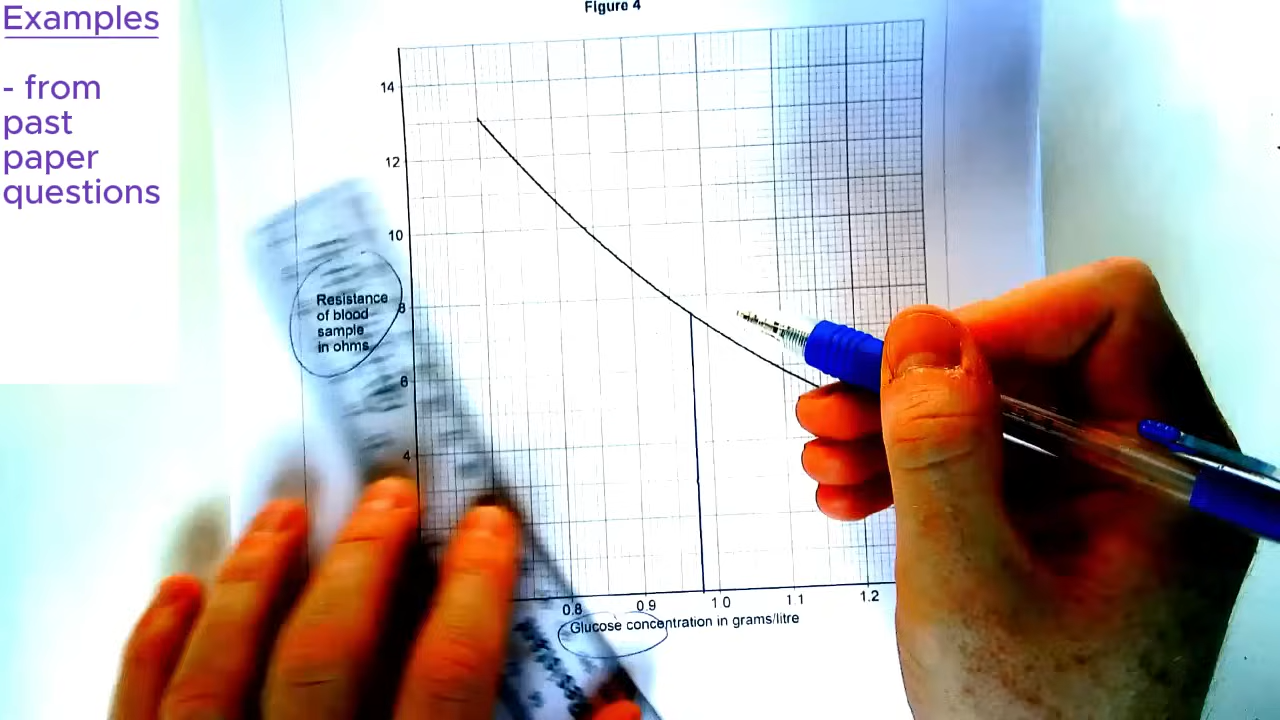 Examples
- from
past
paper
questions
Figure 4
14
12
10
8
6
4
Resistance
of blood
sample
in ohms
0.8 0.9 1.0 1.1 1.2
Glucose concentration in grams/litre